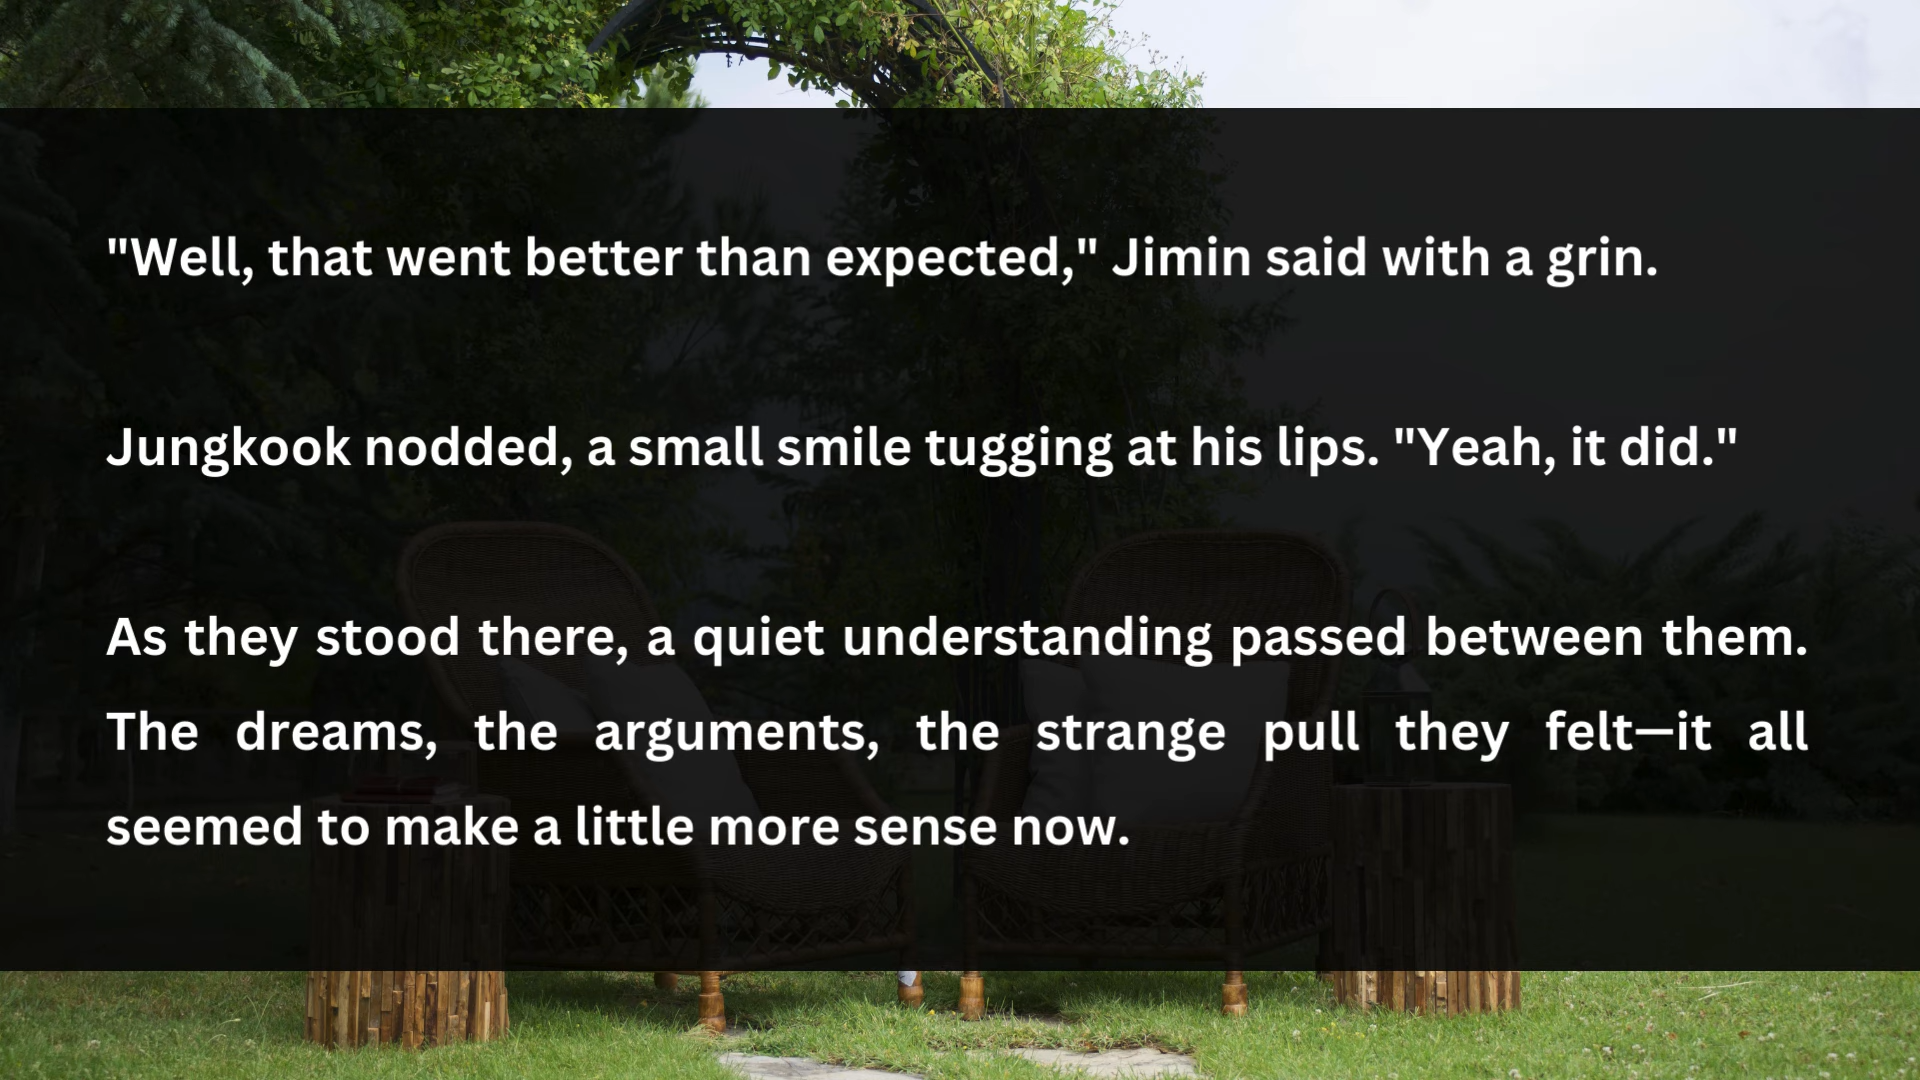 "Well, that went better than expected," Jimin said with a grin.
Jungkook nodded, a small smile tugging at his lips. "Yeah, it did."
As they stood there, a quiet understanding passed between them.
The dreams, the arguments, the strange pull they felt—it all
seemed to make a little more sense now.